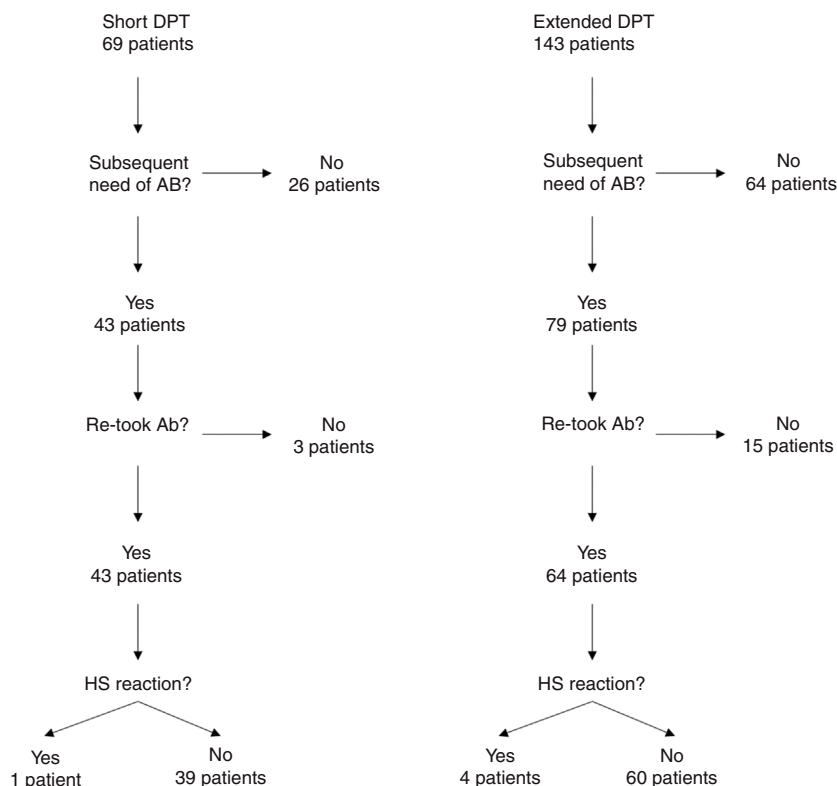 Short DPT
69 patients
Subsequent
need of AB?
No
26 patients
Yes
43 patients
Re-took Ab?
No
3 patients
Yes
43 patients
HS reaction?
Yes
1 patient
No
39 patients
Extended DPT
143 patients
Subsequent
need of AB?
No
64 patients
Yes
79 patients
Re-took Ab?
No
15 patients
Yes
64 patients
HS reaction?
Yes
4 patients
No
60 patients